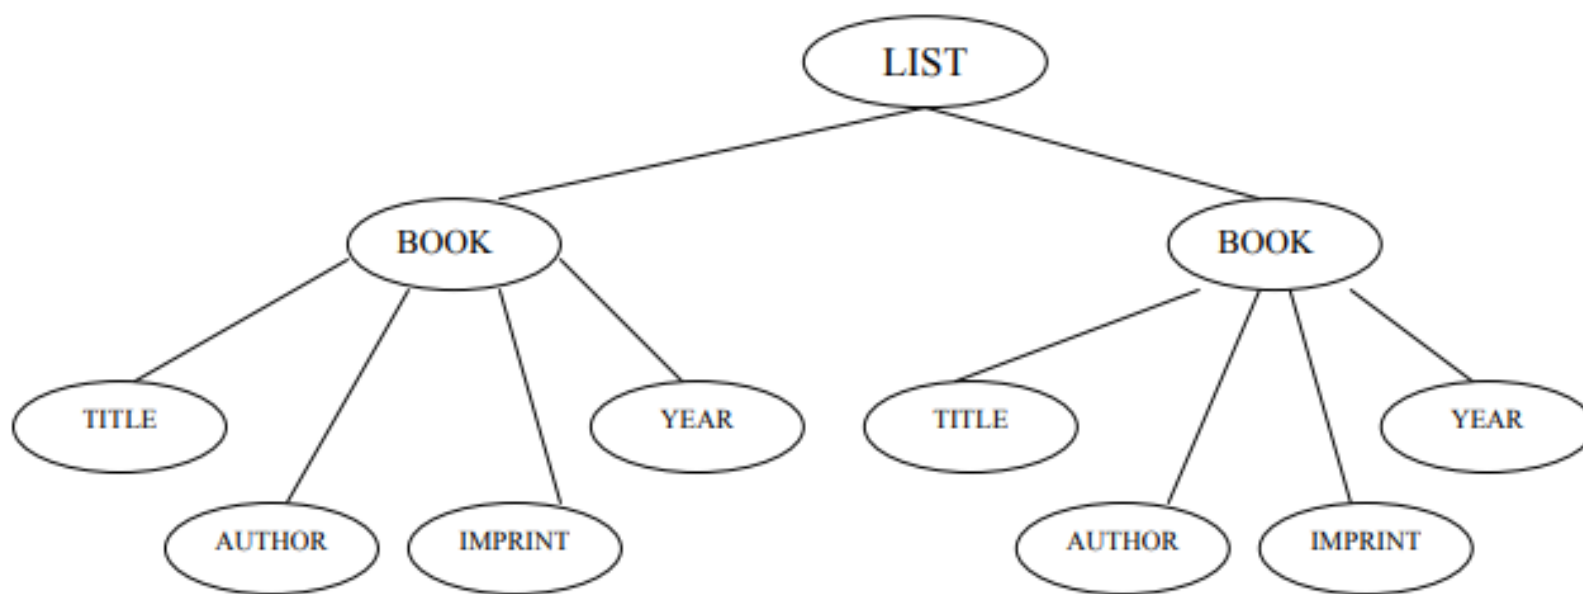 LIST
BOOK
BOOK
TITLE
YEAR
TITLE
YEAR
AUTHOR
IMPRINT
AUTHOR
IMPRINT